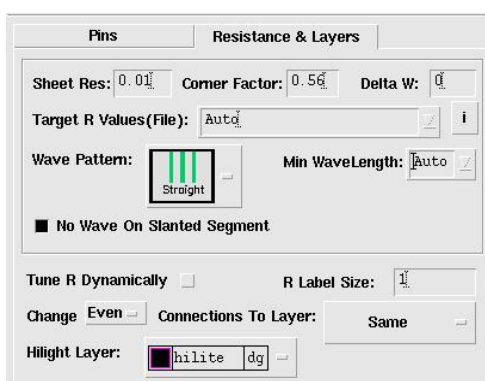 Pins Resistance & Layers
Sheet Res: 0.01 Corner Factor: 0.56 Delta W: 0
Target R Values(File): Auto i
Wave Pattern: Straight Min WaveLength: Auto
No Wave On Slanted Segment
Tune R Dynamically R Label Size: 1
Change Even Connections To Layer: Same
Hilight Layer: hilite dg